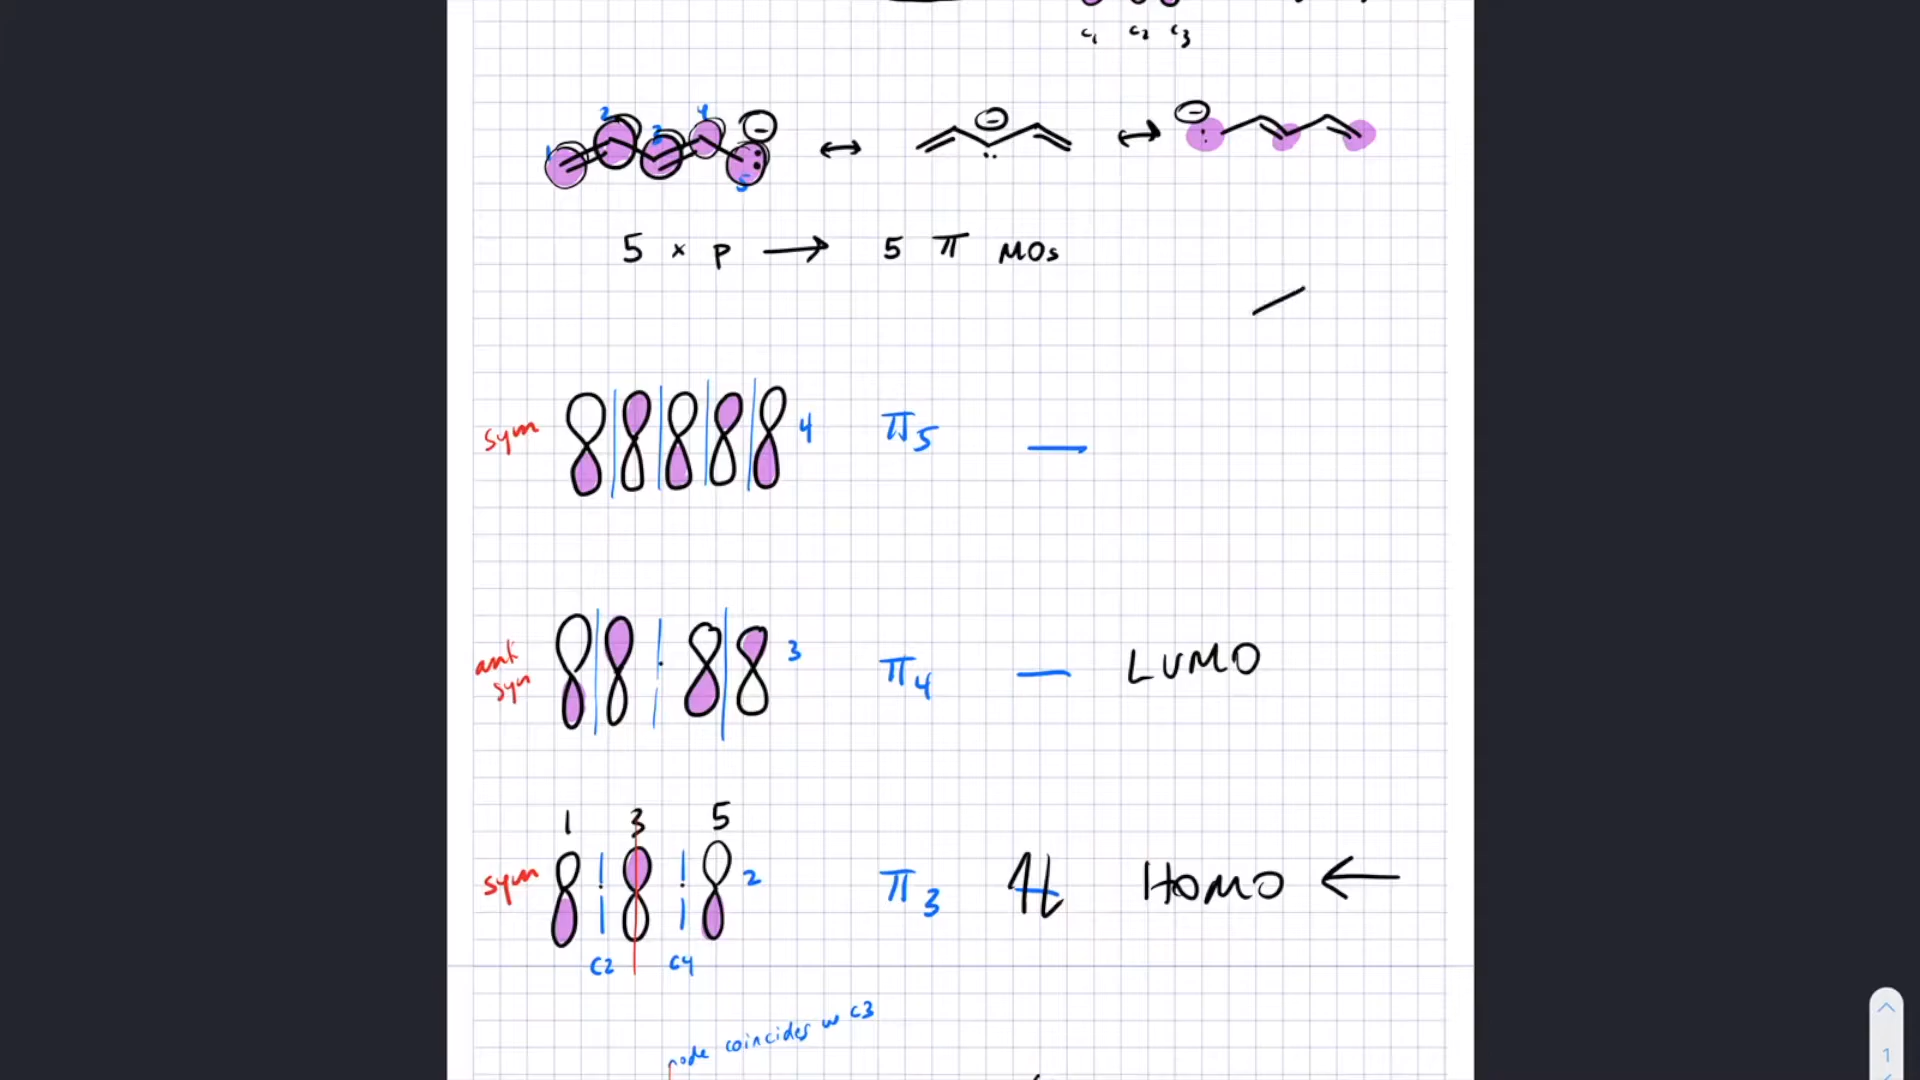 c1 c2 c3
1 2 3 4 5 − ↔ − ↔ −
5 × p → 5 π MOs
sym 4 π5
anti sym 3 π4 LUMO
1 3 5
sym 2 π3 HOMO ←
C2 C4
node coincides w C3
1